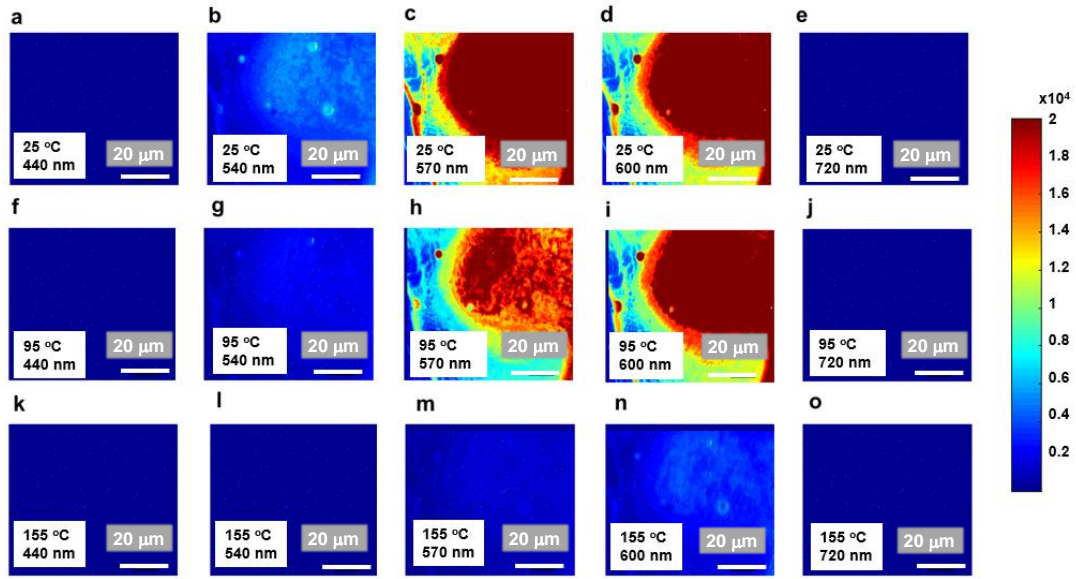 a b c d e
25 °C
440 nm
20 μm
25 °C
540 nm
20 μm
25 °C
570 nm
20 μm
25 °C
600 nm
20 μm
25 °C
720 nm
20 μm
f g h i j
95 °C
440 nm
20 μm
95 °C
540 nm
20 μm
95 °C
570 nm
20 μm
95 °C
600 nm
20 μm
95 °C
720 nm
20 μm
k l m n o
155 °C
440 nm
20 μm
155 °C
540 nm
20 μm
155 °C
570 nm
20 μm
155 °C
600 nm
20 μm
155 °C
720 nm
20 μm
x10⁴
2
1.8
1.6
1.4
1.2
1
0.8
0.6
0.4
0.2